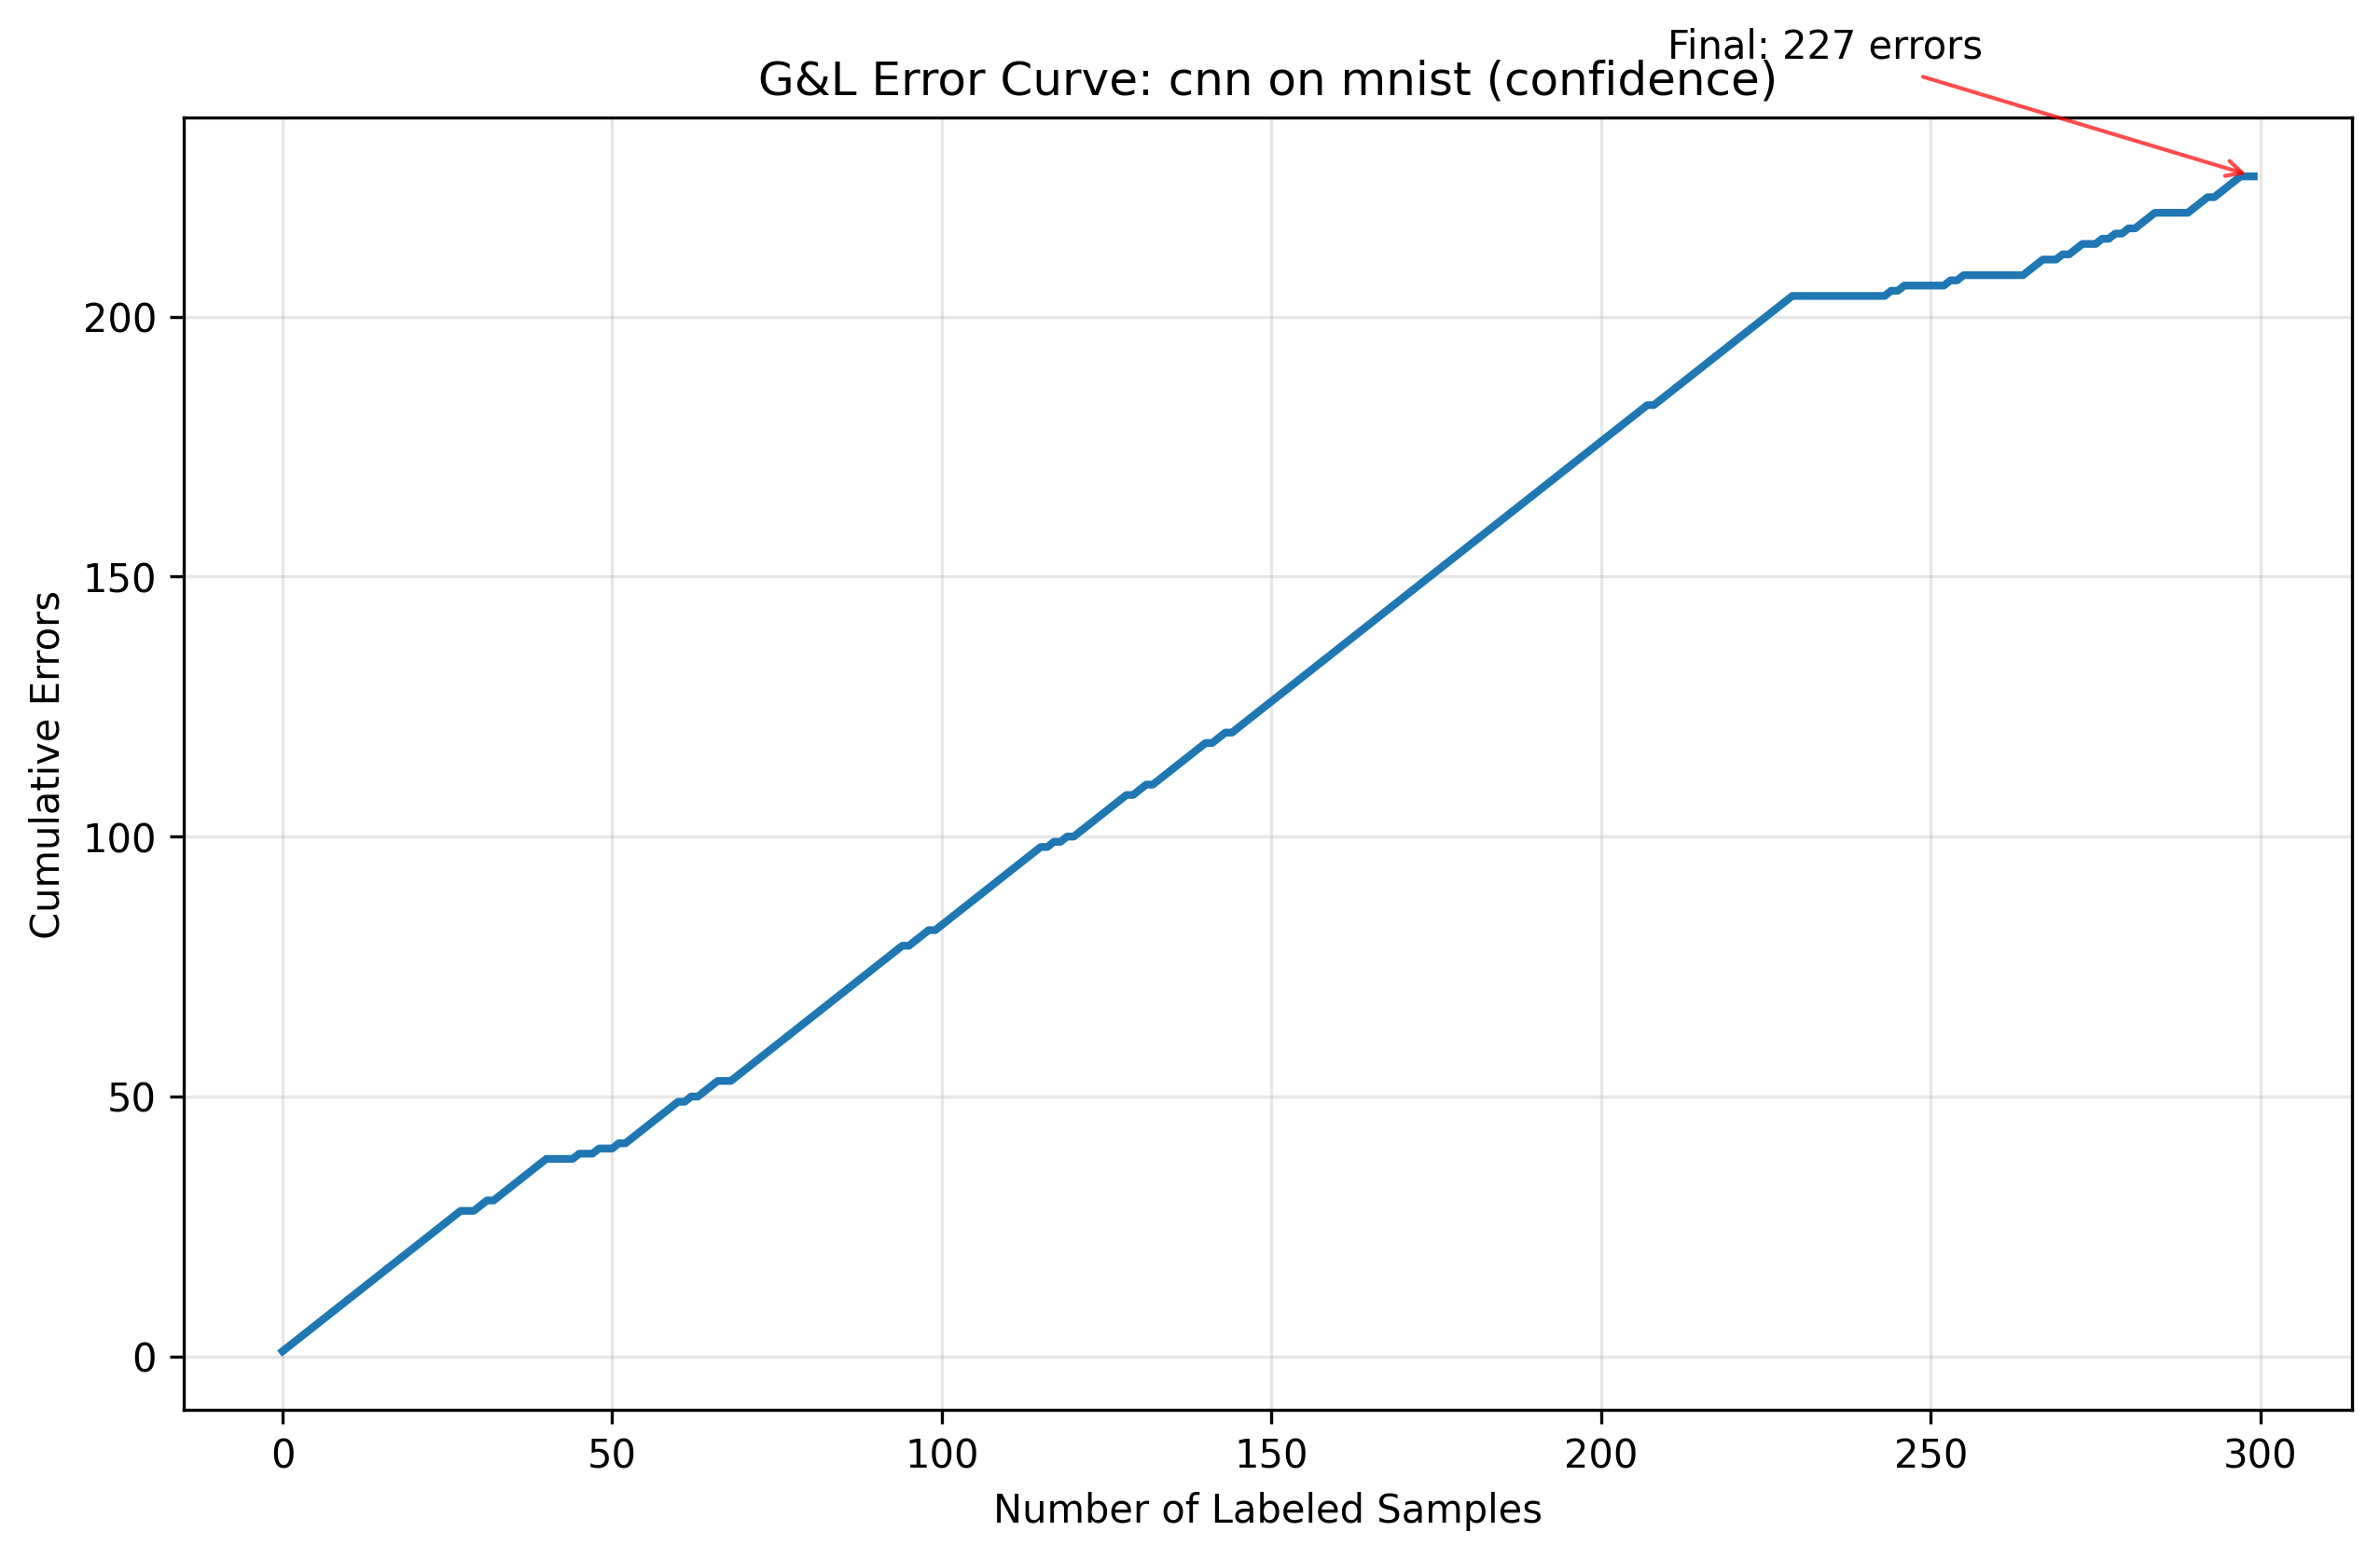 Final: 227 errors
G&L Error Curve: cnn on mnist (confidence)
Cumulative Errors
200
150
100
50
0
0 50 100 150 200 250 300
Number of Labeled Samples